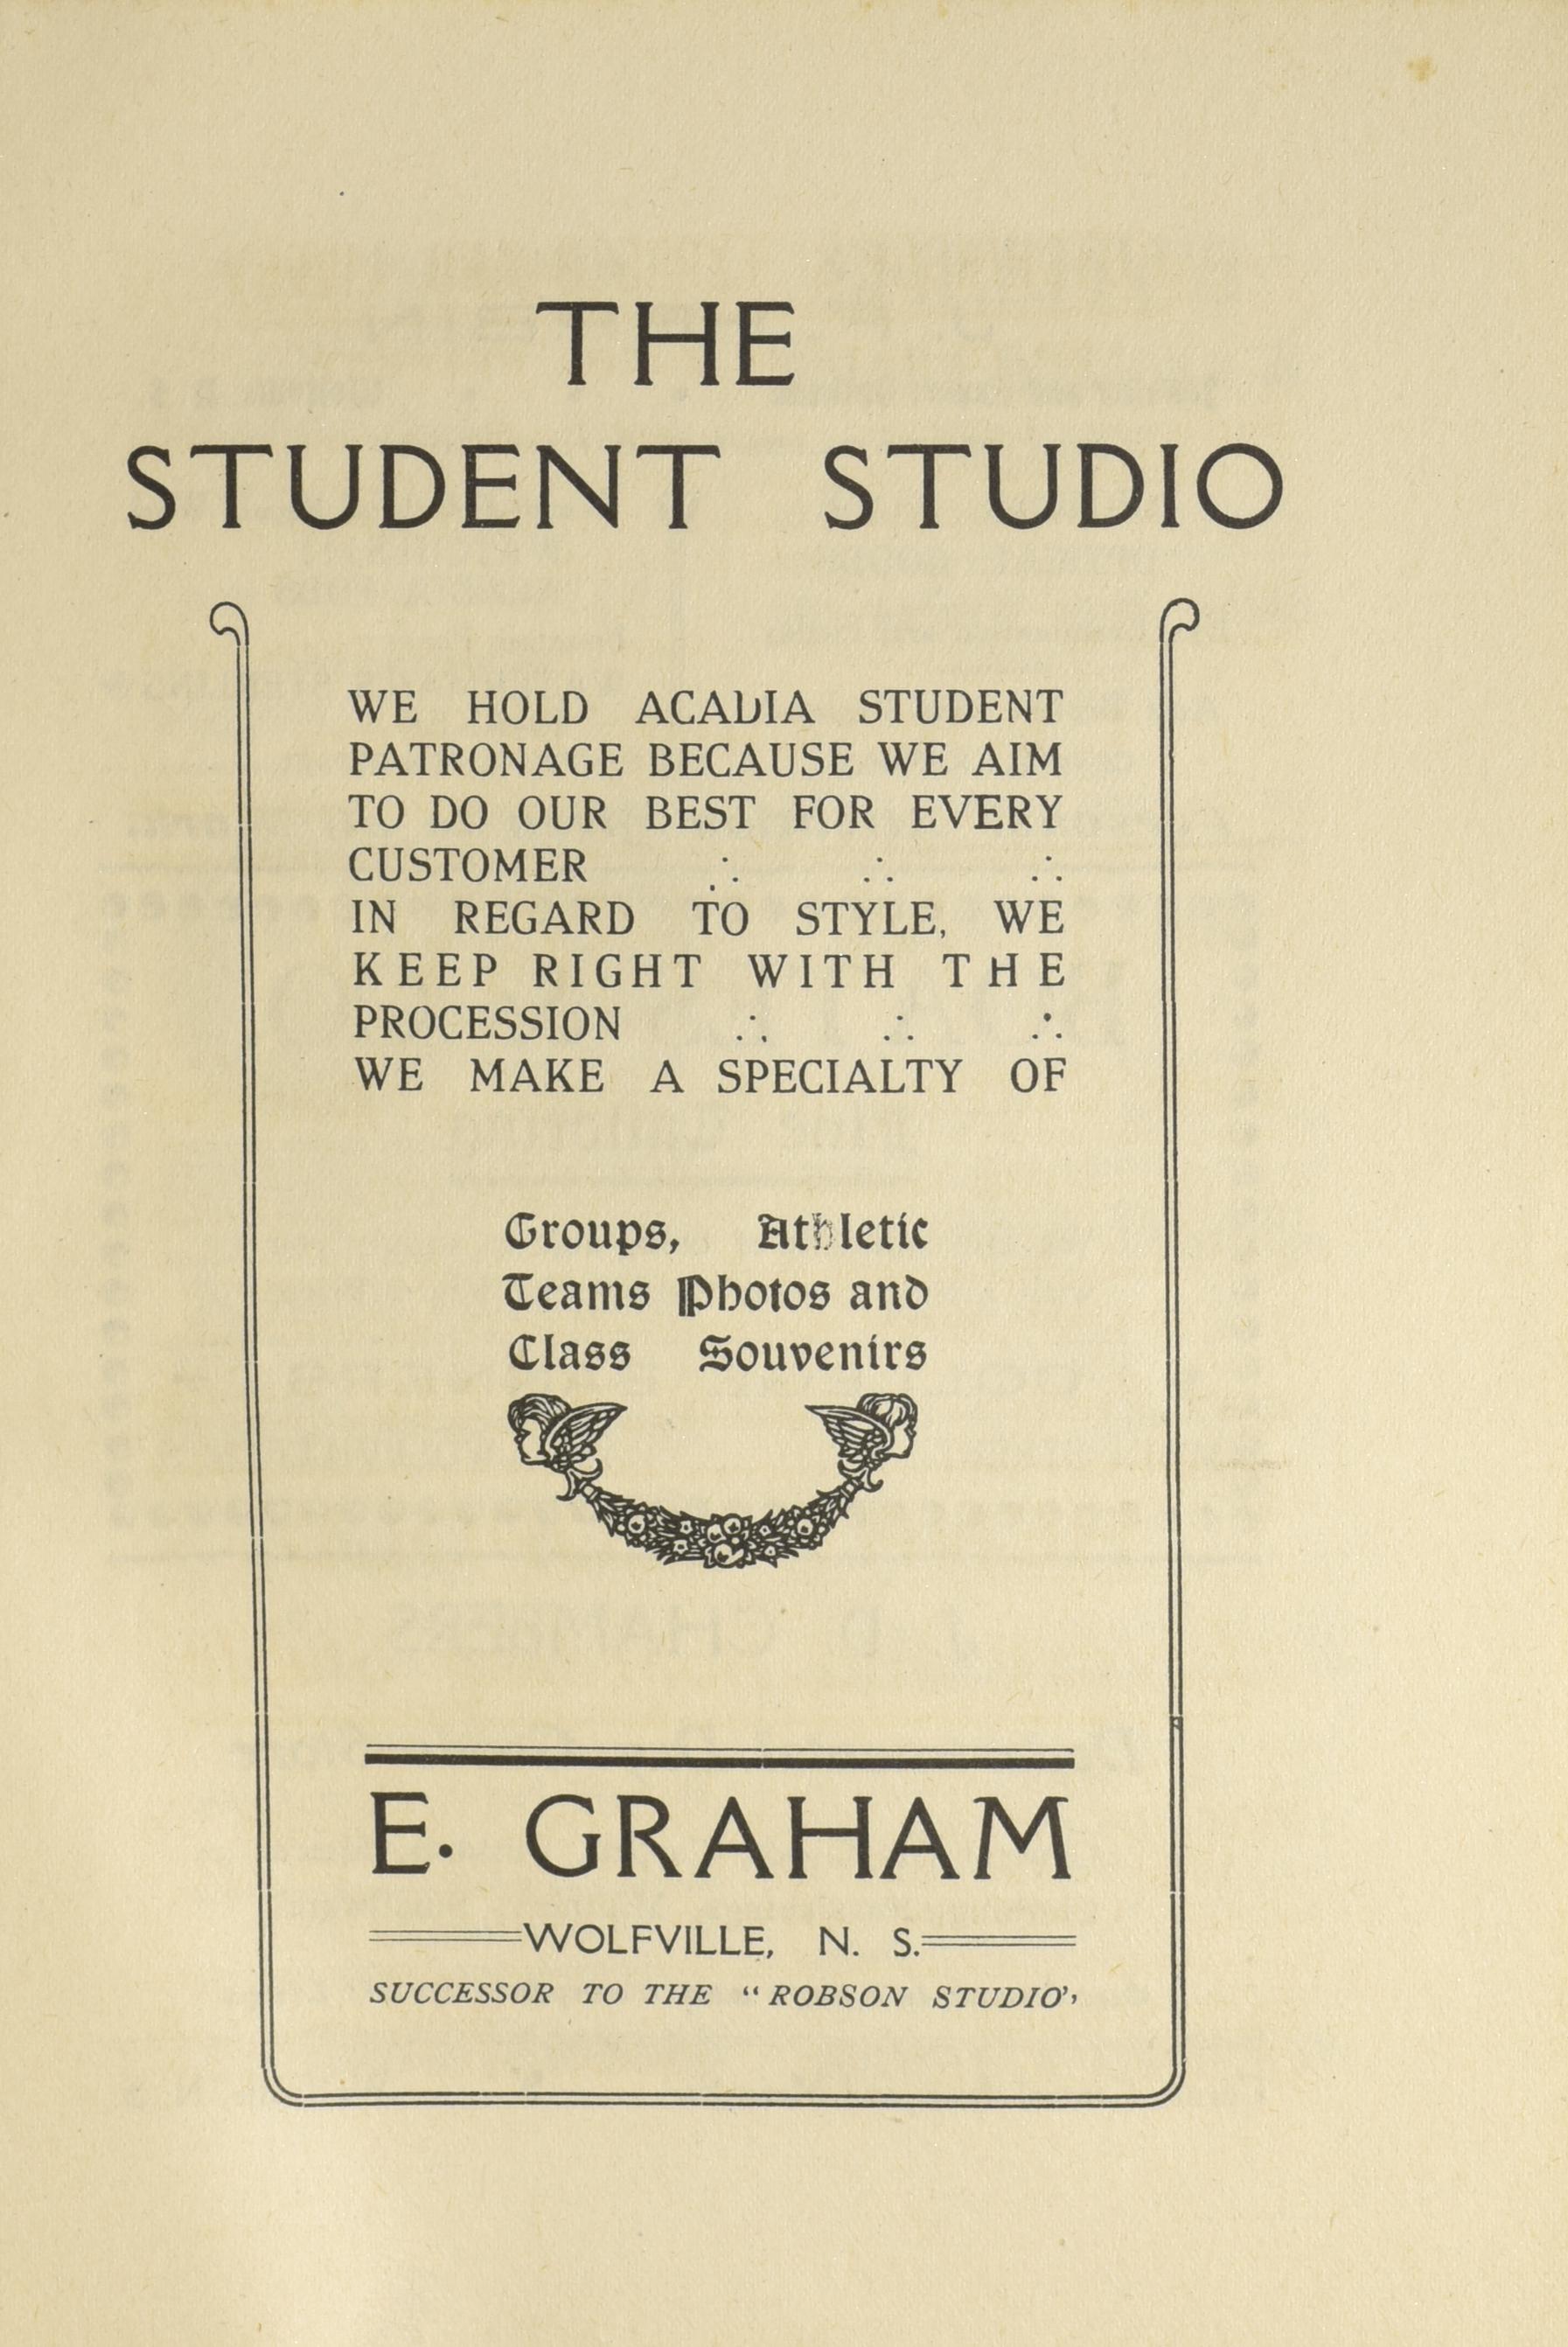 THE
STUDENT STUDIO
WE HOLD ACADIA STUDENT
PATRONAGE BECAUSE WE AIM
TO DO OUR BEST FOR EVERY
CUSTOMER ∴ ∴ ∴
IN REGARD TO STYLE, WE
KEEP RIGHT WITH THE
PROCESSION ∴ ∴ ∴
WE MAKE A SPECIALTY OF
Groups, Athletic
Teams Photos and
Class Souvenirs
E. GRAHAM
WOLFVILLE, N. S.
SUCCESSOR TO THE "ROBSON STUDIO"